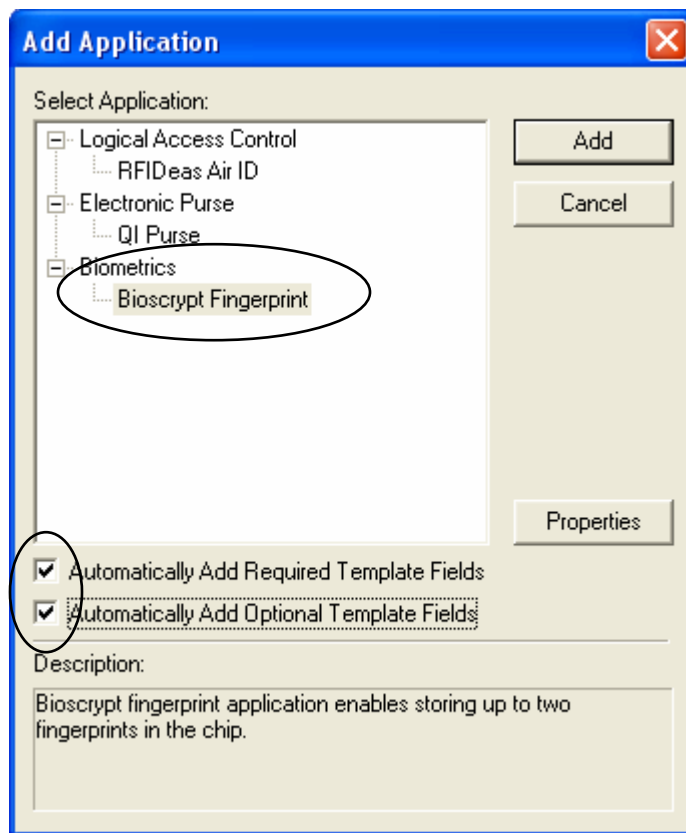 Add Application
Select Application:
Logical Access Control
RFIDeas Air ID
Electronic Purse
QI Purse
Biometrics
Bioscrypt Fingerprint
Add
Cancel
Properties
Automatically Add Required Template Fields
Automatically Add Optional Template Fields
Description:
Bioscrypt fingerprint application enables storing up to two
fingerprints in the chip.